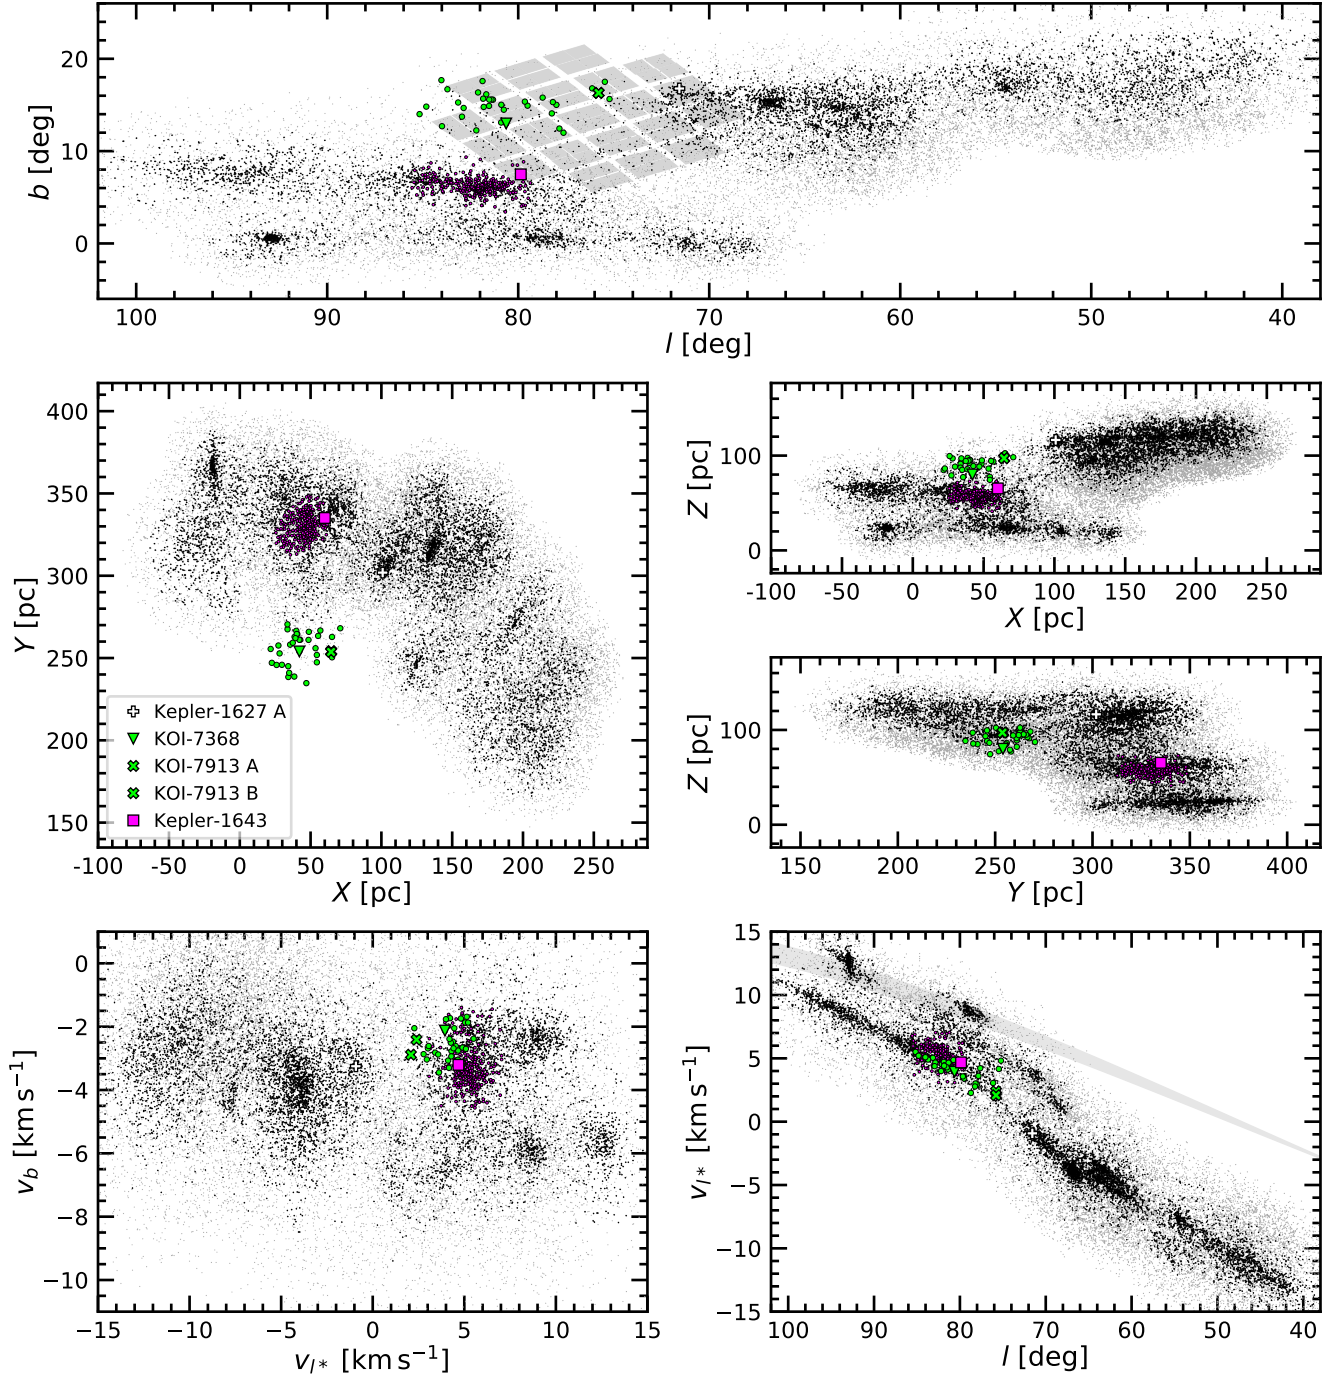 20
10
0
b [deg]
100 90 80 70 60 50 40
l [deg]
400
350
300
250
200
150
Y [pc]
Kepler-1627 A
KOI-7368
KOI-7913 A
KOI-7913 B
Kepler-1643
-100 -50 0 50 100 150 200 250
X [pc]
100
0
Z [pc]
-100 -50 0 50 100 150 200 250
X [pc]
100
0
Z [pc]
150 200 250 300 350 400
Y [pc]
0
−2
−4
−6
−8
−10
v_b [km s⁻¹]
−15 −10 −5 0 5 10 15
v_{l*} [km s⁻¹]
15
10
5
0
−5
−10
−15
v_{l*} [km s⁻¹]
100 90 80 70 60 50 40
l [deg]